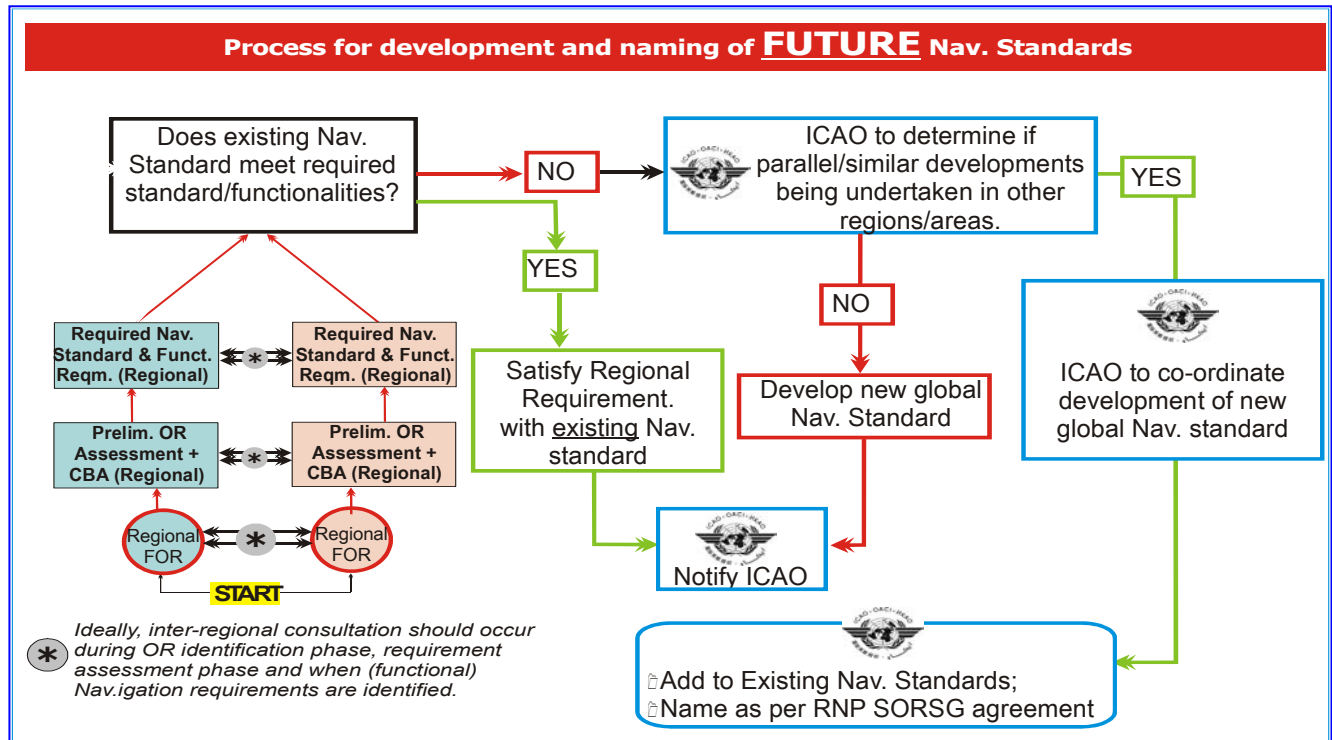 Process for development and naming of FUTURE Nav. Standards
Does existing Nav.
Standard meet required
standard/functionalities?
NO
ICAO to determine if
parallel/similar developments
being undertaken in other
regions/areas.
YES
YES
NO
Required Nav.
Standard & Funct.
Reqm. (Regional)
*
Required Nav.
Standard & Funct.
Reqm. (Regional)
Satisfy Regional
Requirement.
with existing Nav.
standard
Develop new global
Nav. Standard
ICAO to co-ordinate
development of new
global Nav. standard
Prelim. OR
Assessment +
CBA (Regional)
*
Prelim. OR
Assessment +
CBA (Regional)
Regional
FOR
*
Regional
FOR
START
Notify ICAO
* Ideally, inter-regional consultation should occur
during OR identification phase, requirement
assessment phase and when (functional)
Nav.igation requirements are identified.
Add to Existing Nav. Standards;
Name as per RNP SORSG agreement